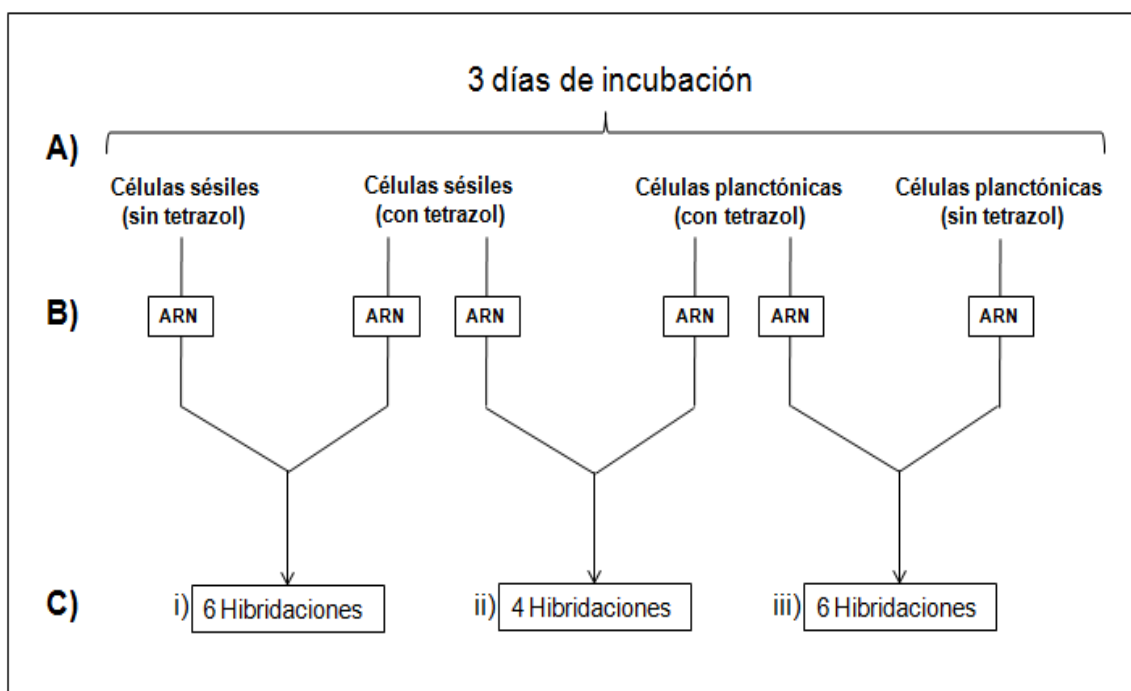 3 días de incubación
A)
Células sésiles
(sin tetrazol)
Células sésiles
(con tetrazol)
Células planctónicas
(con tetrazol)
Células planctónicas
(sin tetrazol)
B)
ARN
ARN
ARN
ARN
ARN
ARN
C)
i) 6 Hibridaciones
ii) 4 Hibridaciones
iii) 6 Hibridaciones